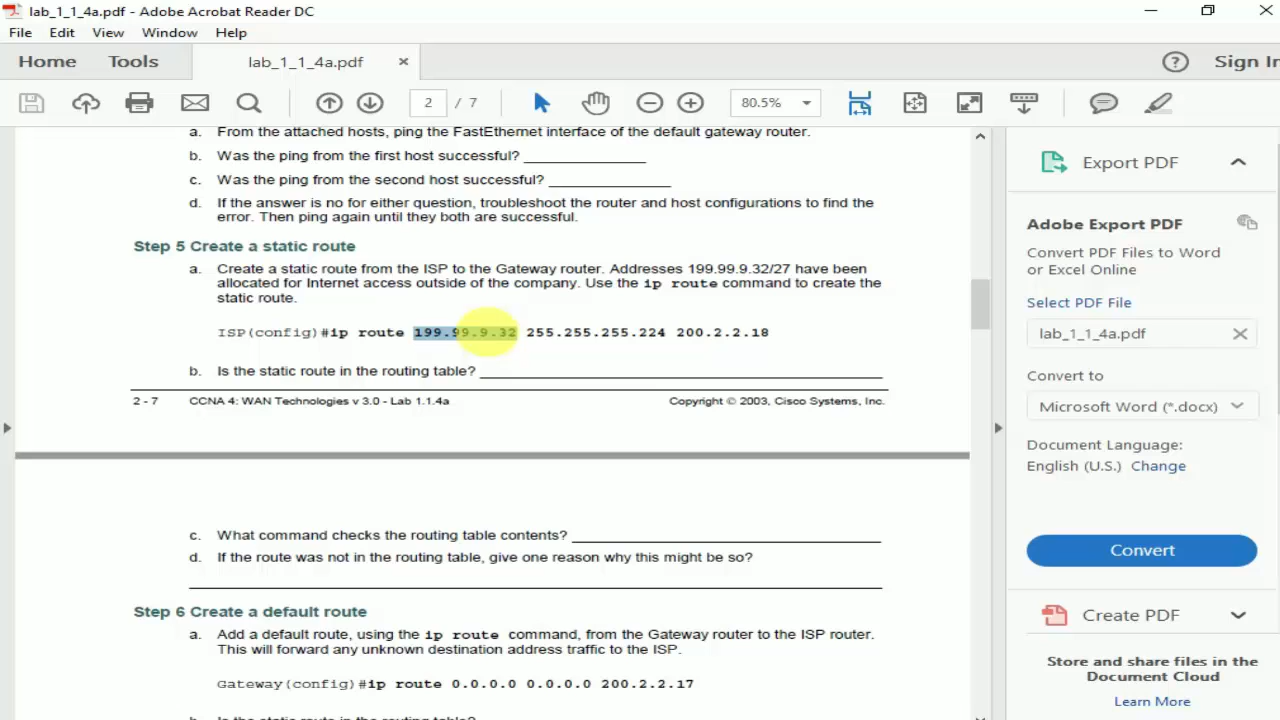 lab_1_1_4a.pdf - Adobe Acrobat Reader DC
File Edit View Window Help
Home Tools lab_1_1_4a.pdf × Sign In
2 / 7 80.5%
a. From the attached hosts, ping the FastEthernet interface of the default gateway router.
b. Was the ping from the first host successful? _______________
c. Was the ping from the second host successful? _______________
d. If the answer is no for either question, troubleshoot the router and host configurations to find the
error. Then ping again until they both are successful.
Step 5 Create a static route
a. Create a static route from the ISP to the Gateway router. Addresses 199.99.9.32/27 have been
allocated for Internet access outside of the company. Use the ip route command to create the
static route.
ISP(config)#ip route 199.99.9.32 255.255.255.224 200.2.2.18
b. Is the static route in the routing table? _______________
2 - 7 CCNA 4: WAN Technologies v 3.0 - Lab 1.1.4a Copyright © 2003, Cisco Systems, Inc.
c. What command checks the routing table contents? _______________
d. If the route was not in the routing table, give one reason why this might be so?
Step 6 Create a default route
a. Add a default route, using the ip route command, from the Gateway router to the ISP router.
This will forward any unknown destination address traffic to the ISP.
Gateway(config)#ip route 0.0.0.0 0.0.0.0 200.2.2.17
b. Is the static route in the routing table?
Export PDF
Adobe Export PDF
Convert PDF Files to Word
or Excel Online
Select PDF File
lab_1_1_4a.pdf
Convert to
Microsoft Word (*.docx)
Document Language:
English (U.S.) Change
Convert
Create PDF
Store and share files in the
Document Cloud
Learn More